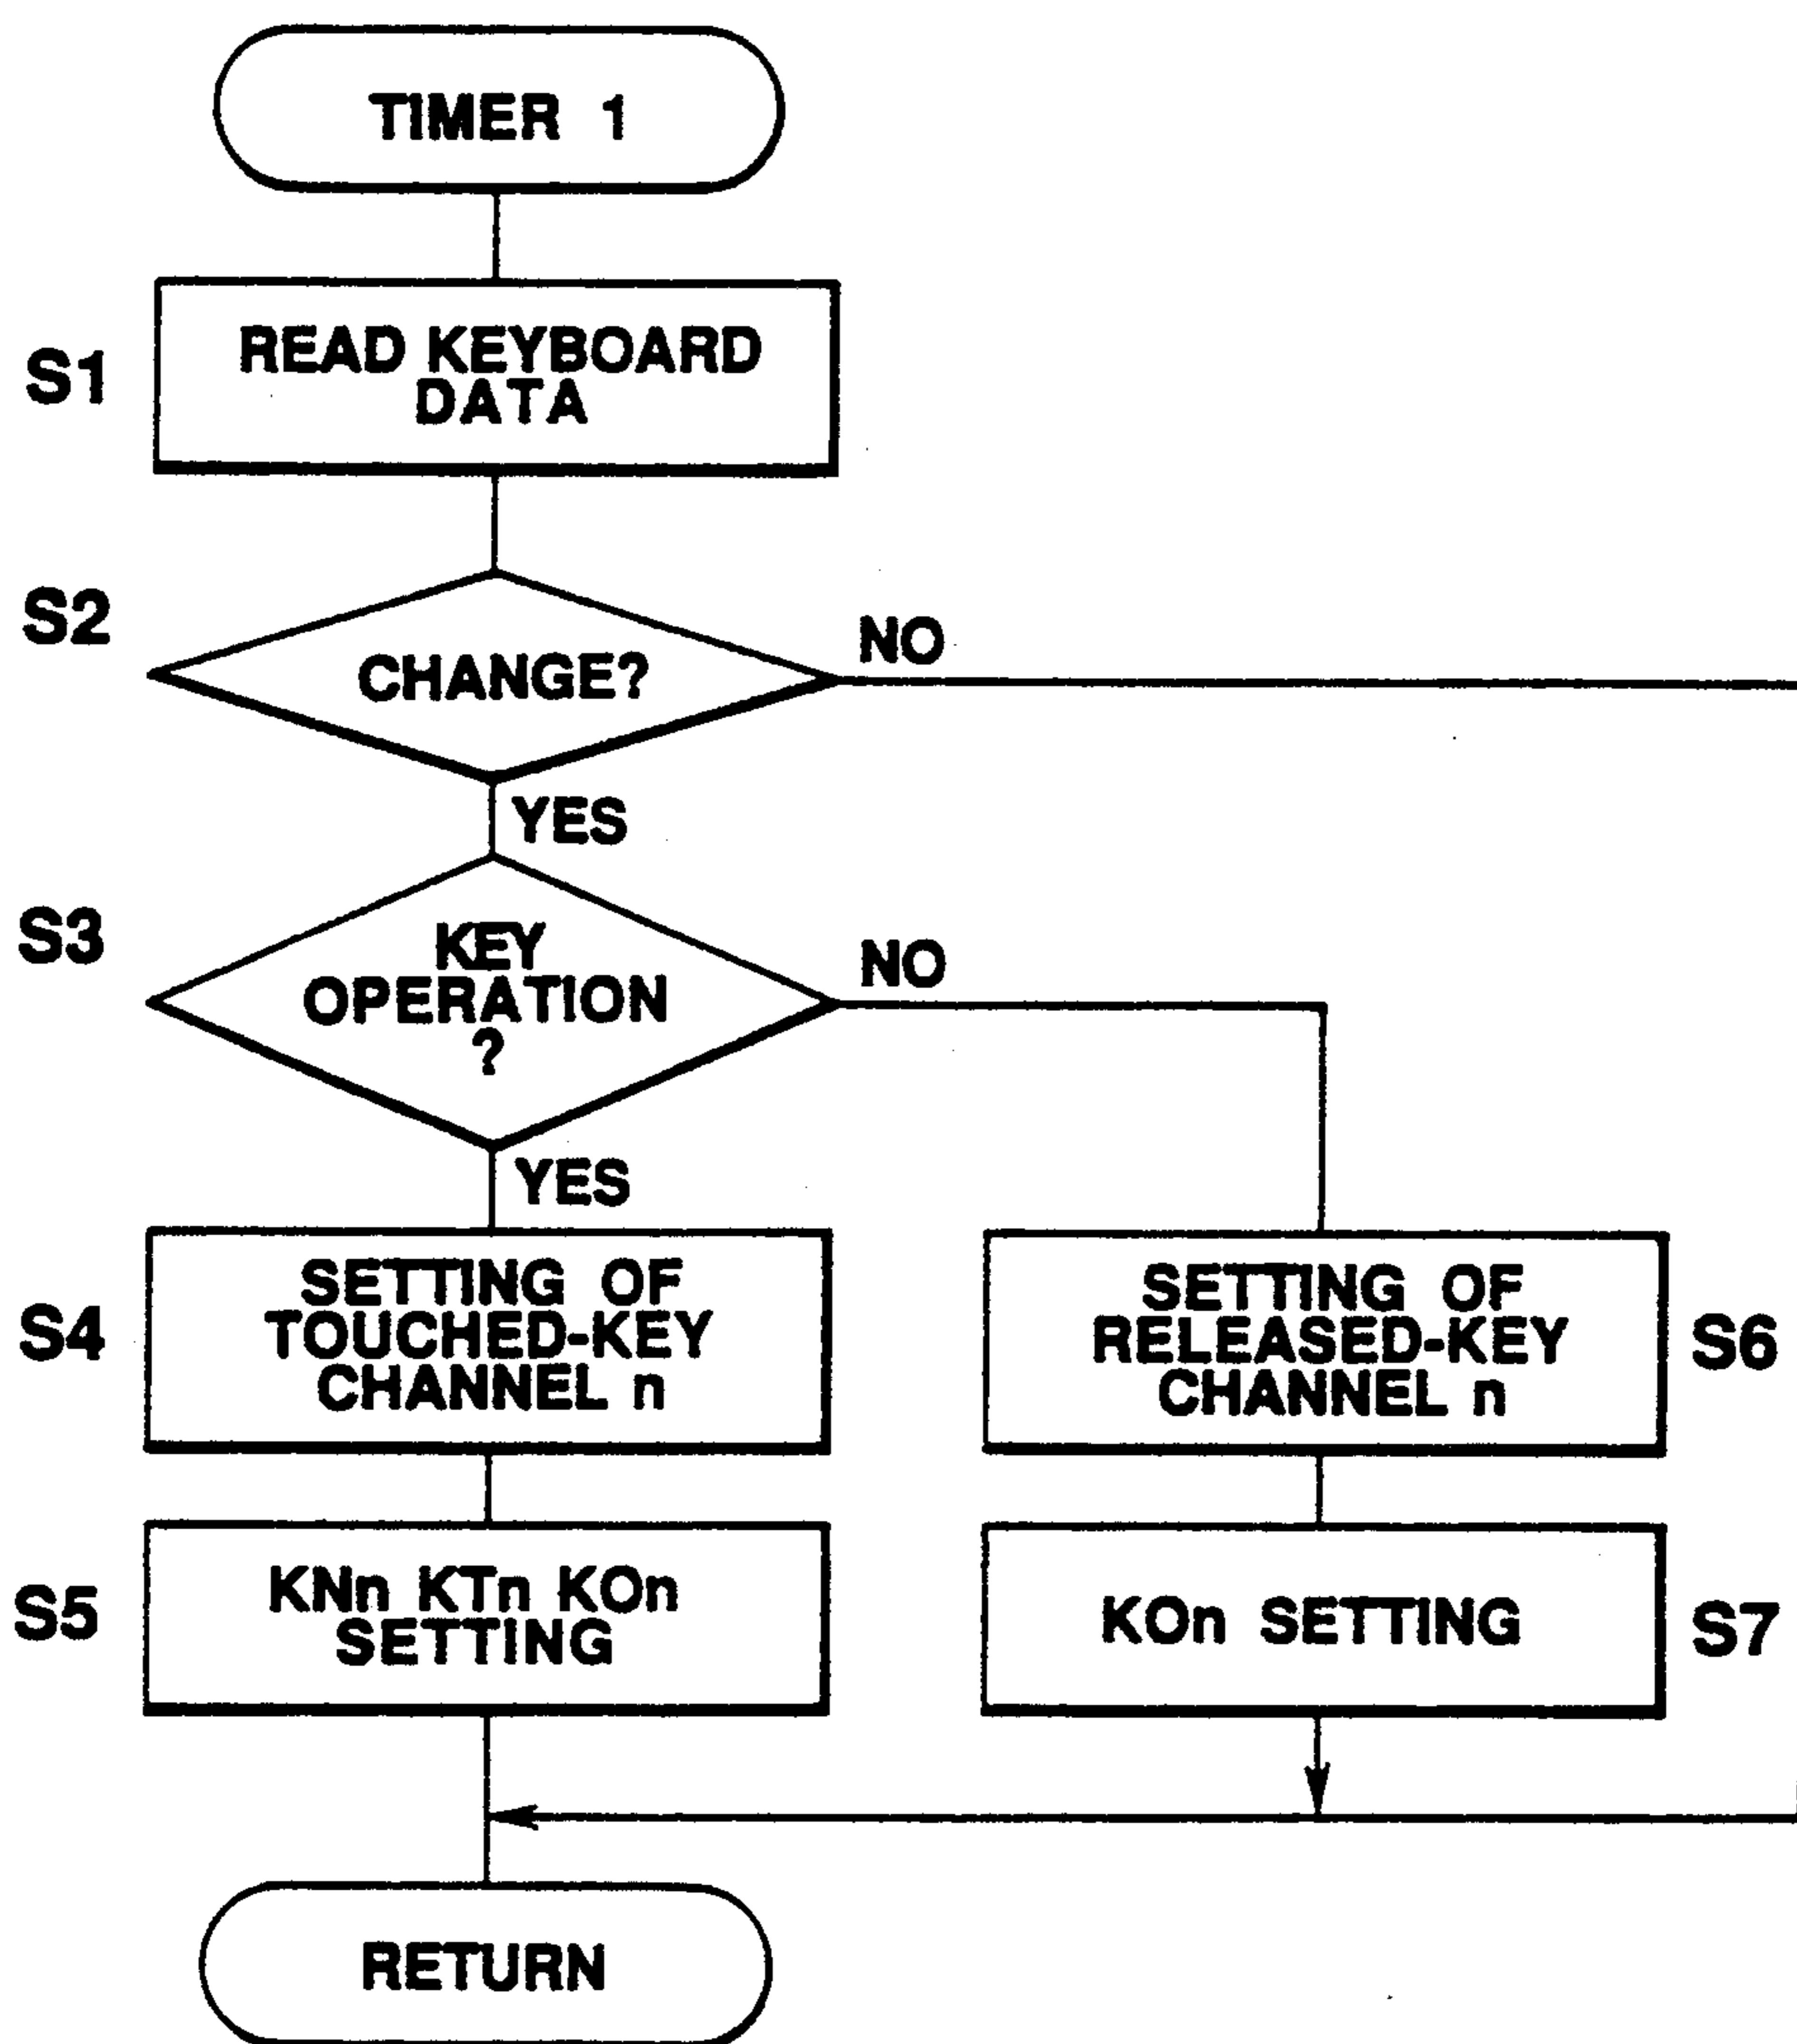 TIMER 1
S1
READ KEYBOARD
DATA
S2
CHANGE?
NO
YES
S3
KEY
OPERATION
?
NO
YES
S4
SETTING OF
TOUCHED-KEY
CHANNEL n
SETTING OF
RELEASED-KEY
CHANNEL n
S6
S5
KNn KTn KOn
SETTING
KOn SETTING
S7
RETURN